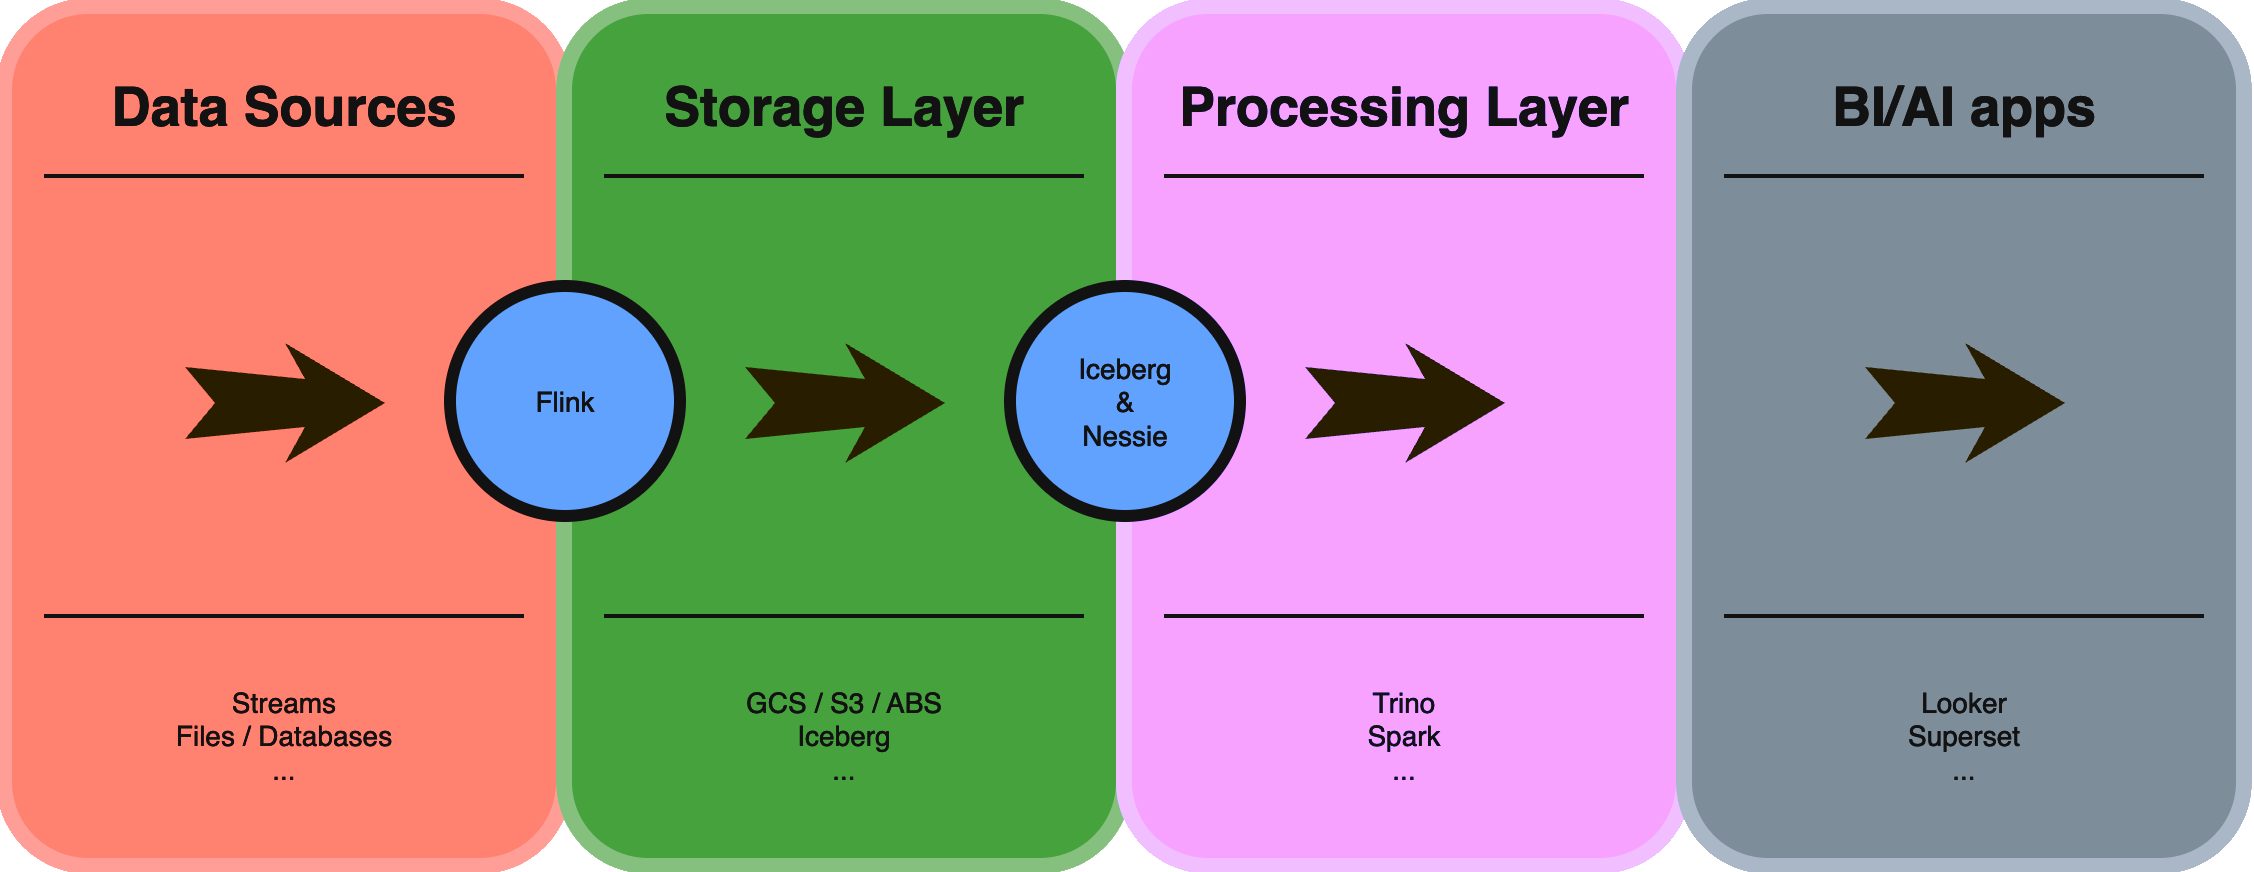 Data Sources
Storage Layer
Processing Layer
BI/AI apps
Flink
Iceberg
&
Nessie
Streams
Files / Databases
...
GCS / S3 / ABS
Iceberg
...
Trino
Spark
...
Looker
Superset
...